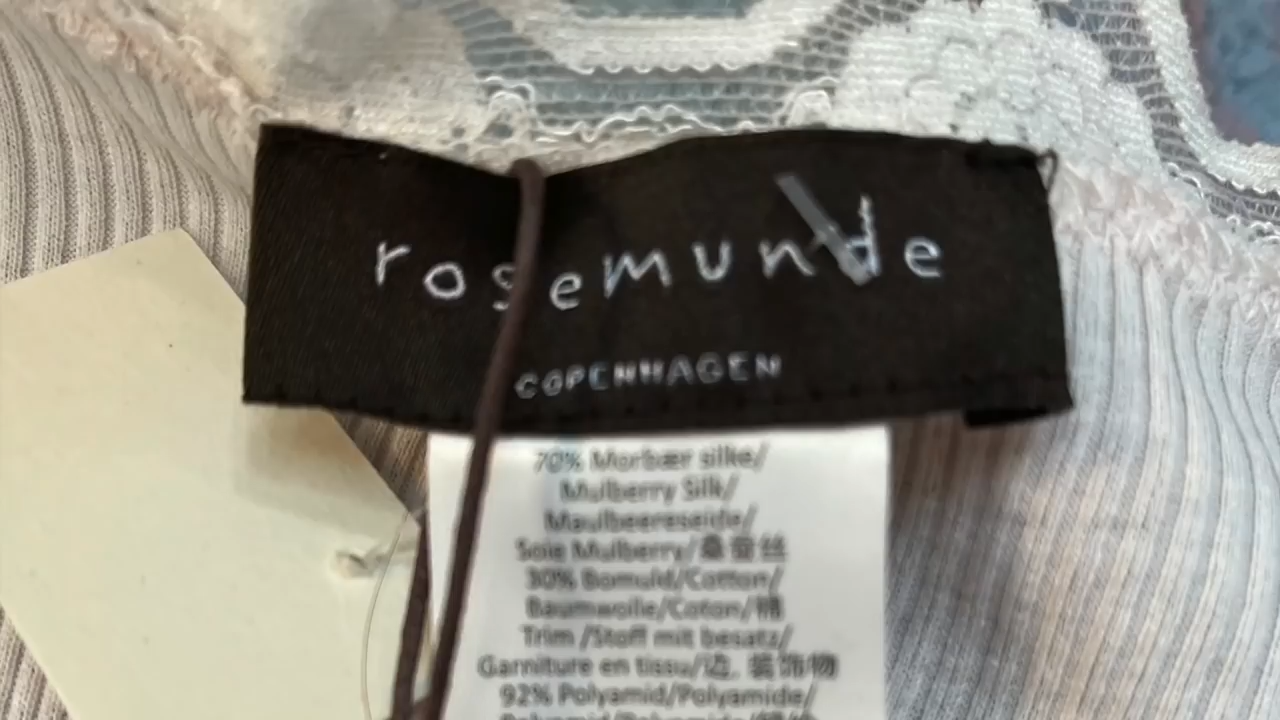 rosemunde
COPENHAGEN
70% Morbær silke/
Mulberry Silk/
Maulbeereseide/
Soie Mulberry/桑蚕丝
30% Bomuld/Cotton/
Baumwolle/Coton/棉
Trim /Stoff mit besatz/
Garniture en tissu/边, 装饰物
92% Polyamid/Polyamide/